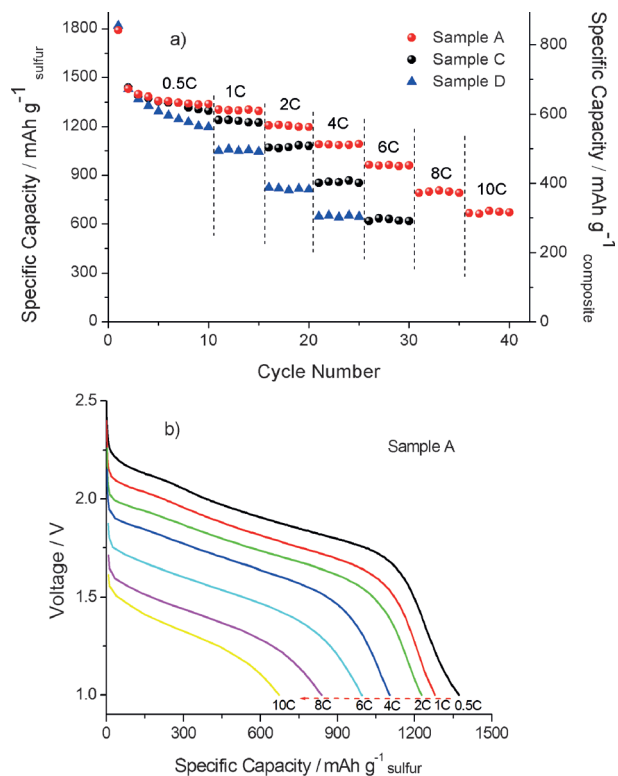 a)
Sample A
Sample C
Sample D
0.5C
1C
2C
4C
6C
8C
10C
1800
1500
1200
900
600
300
0
800
600
400
200
0
0
10
20
30
40
Specific Capacity / mAh g-1 sulfur
Specific Capacity / mAh g-1 composite
Cycle Number
b)
Sample A
2.5
2.0
1.5
1.0
Voltage / V
10C
8C
6C
4C
2C
1C
0.5C
0
300
600
900
1200
1500
Specific Capacity / mAh g-1 sulfur